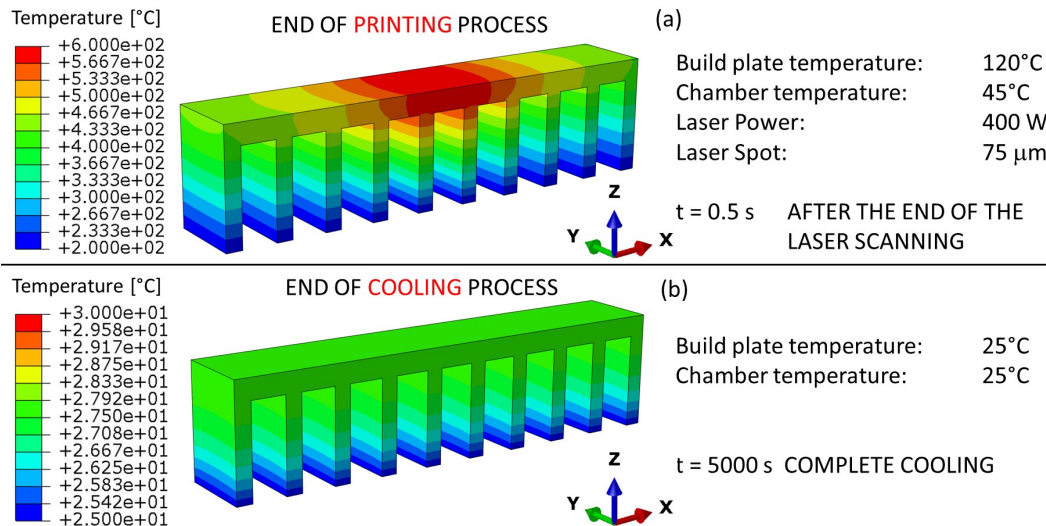 Temperature [°C]
+6.000e+02
+5.667e+02
+5.333e+02
+5.000e+02
+4.667e+02
+4.333e+02
+4.000e+02
+3.667e+02
+3.333e+02
+3.000e+02
+2.667e+02
+2.333e+02
+2.000e+02
END OF PRINTING PROCESS
(a)
Build plate temperature: 120°C
Chamber temperature: 45°C
Laser Power: 400 W
Laser Spot: 75 μm
t = 0.5 s AFTER THE END OF THE
LASER SCANNING
Z
Y
X
Temperature [°C]
+3.000e+01
+2.958e+01
+2.917e+01
+2.875e+01
+2.833e+01
+2.792e+01
+2.750e+01
+2.708e+01
+2.667e+01
+2.625e+01
+2.583e+01
+2.542e+01
+2.500e+01
END OF COOLING PROCESS
(b)
Build plate temperature: 25°C
Chamber temperature: 25°C
t = 5000 s COMPLETE COOLING
Z
Y
X